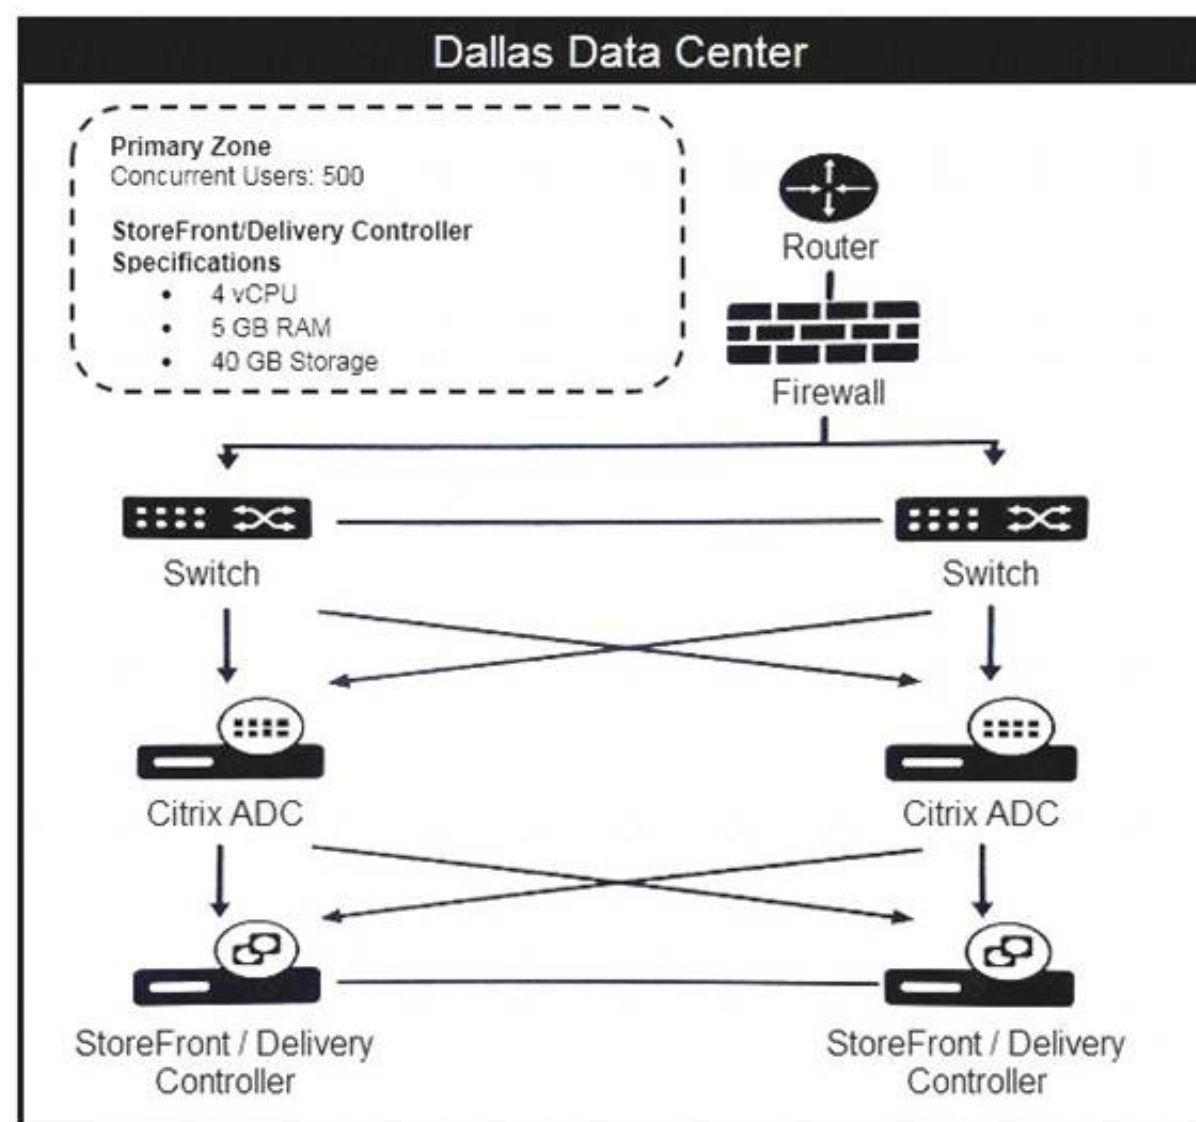 Dallas Data Center
Primary Zone
Concurrent Users: 500
StoreFront/Delivery Controller
Specifications
• 4 vCPU
• 5 GB RAM
• 40 GB Storage
Router
Firewall
Switch
Switch
Citrix ADC
Citrix ADC
StoreFront / Delivery
Controller
StoreFront / Delivery
Controller